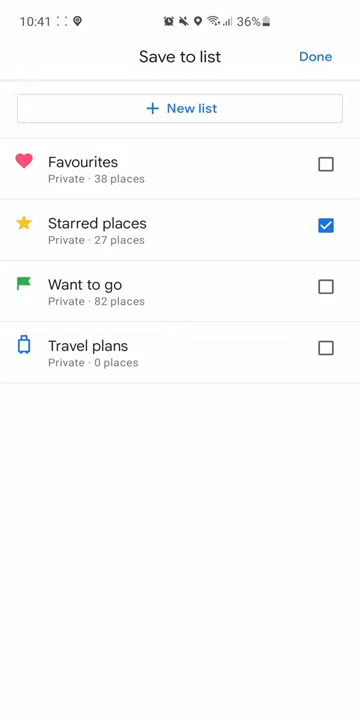 10:41 36%
Save to list Done
+ New list
Favourites
Private · 38 places
Starred places
Private · 27 places
Want to go
Private · 82 places
Travel plans
Private · 0 places